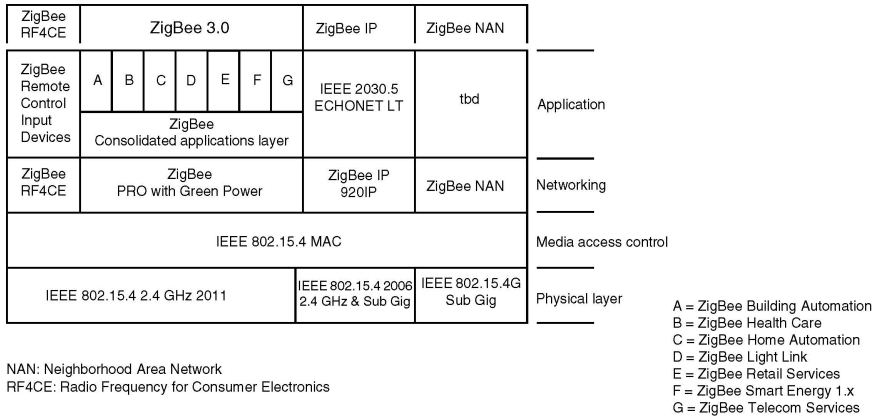 ZigBee
RF4CE
ZigBee 3.0
ZigBee IP
ZigBee NAN
ZigBee
Remote
Control
Input
Devices
A
B
C
D
E
F
G
ZigBee
Consolidated applications layer
IEEE 2030.5
ECHONET LT
tbd
Application
ZigBee
RF4CE
ZigBee
PRO with Green Power
ZigBee IP
920IP
ZigBee NAN
Networking
IEEE 802.15.4 MAC
Media access control
IEEE 802.15.4 2.4 GHz 2011
IEEE 802.15.4 2006
2.4 GHz & Sub Gig
IEEE 802.15.4G
Sub Gig
Physical layer
A = ZigBee Building Automation
B = ZigBee Health Care
C = ZigBee Home Automation
D = ZigBee Light Link
E = ZigBee Retail Services
F = ZigBee Smart Energy 1.x
G = ZigBee Telecom Services
NAN: Neighborhood Area Network
RF4CE: Radio Frequency for Consumer Electronics